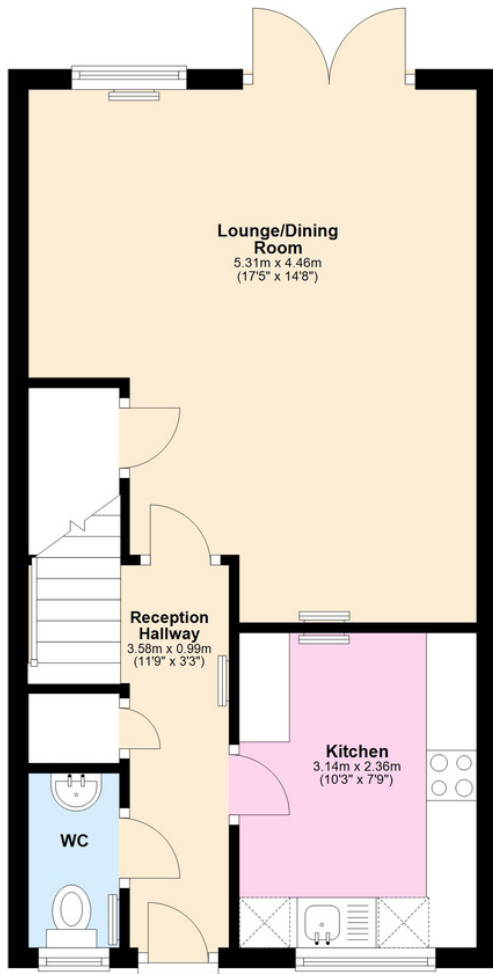 Lounge/Dining
Room
5.31m x 4.46m
(17'5" x 14'8")
Reception
Hallway
3.58m x 0.99m
(11'9" x 3'3")
Kitchen
3.14m x 2.36m
(10'3" x 7'9")
WC